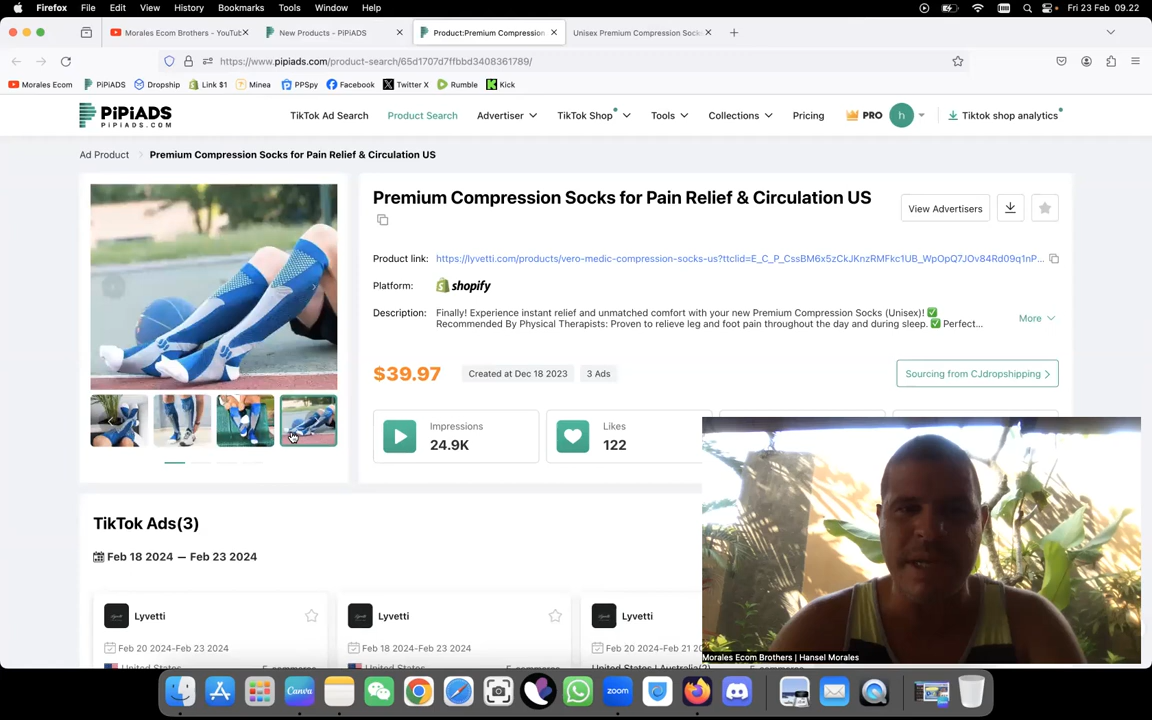 Firefox File Edit View History Bookmarks Tools Window Help Fri 23 Feb 09.22
Morales Ecom Brothers - YouTub New Products - PiPiADS Product:Premium Compression Unisex Premium Compression Socks
https://www.pipiads.com/product-search/65d1707d7ffbbd3408361789/
Morales Ecom PiPiADS Dropship Link $1 Minea PPSpy Facebook Twitter X Rumble Kick
PiPiADS
PiPiADS.COM
TikTok Ad Search Product Search Advertiser TikTok Shop Tools Collections Pricing PRO h Tiktok shop analytics
Ad Product Premium Compression Socks for Pain Relief & Circulation US
Premium Compression Socks for Pain Relief & Circulation US
View Advertisers
Product link: https://lyvetti.com/products/vero-medic-compression-socks-us?ttclid=E_C_P_CssBM6x5zCkJKnzRMFkc1UB_WpOpQ7JOv84Rd09q1nP...
Platform: shopify
Description: Finally! Experience instant relief and unmatched comfort with your new Premium Compression Socks (Unisex)! ✅
Recommended By Physical Therapists: Proven to relieve leg and foot pain throughout the day and during sleep. ✅ Perfect...
More
$39.97 Created at Dec 18 2023 3 Ads Sourcing from CJdropshipping
Impressions
24.9K
Likes
122
TikTok Ads(3)
Feb 18 2024 — Feb 23 2024
Lyvetti Lyvetti Lyvetti
Feb 20 2024-Feb 23 2024 Feb 18 2024-Feb 23 2024 Feb 20 2024-Feb 21 20
Morales Ecom Brothers | Hansel Morales
zoom